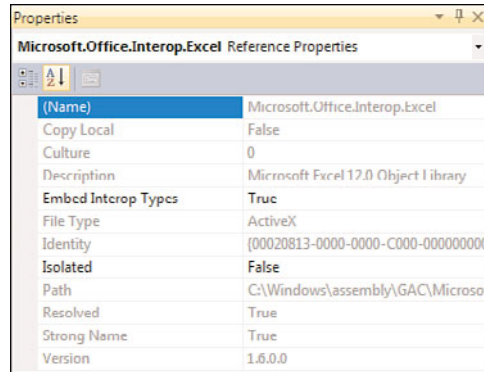 Properties
Microsoft.Office.Interop.Excel Reference Properties
(Name) Microsoft.Office.Interop.Excel
Copy Local False
Culture 0
Description Microsoft Excel 12.0 Object Library
Embed Interop Types True
File Type ActiveX
Identity {00020813-0000-0000-C000-000000000
Isolated False
Path C:\Windows\assembly\GAC\Microso
Resolved True
Strong Name True
Version 1.6.0.0